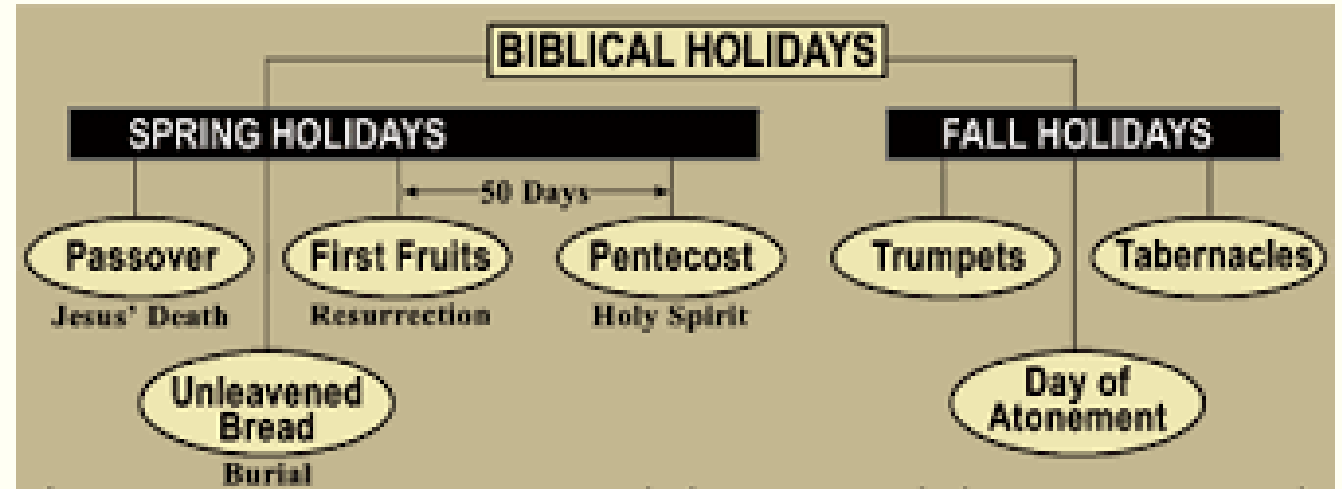 BIBLICAL HOLIDAYS
SPRING HOLIDAYS
FALL HOLIDAYS
50 Days
Passover
First Fruits
Pentecost
Trumpets
Tabernacles
Jesus' Death
Resurrection
Holy Spirit
Unleavened
Bread
Day of
Atonement
Burial